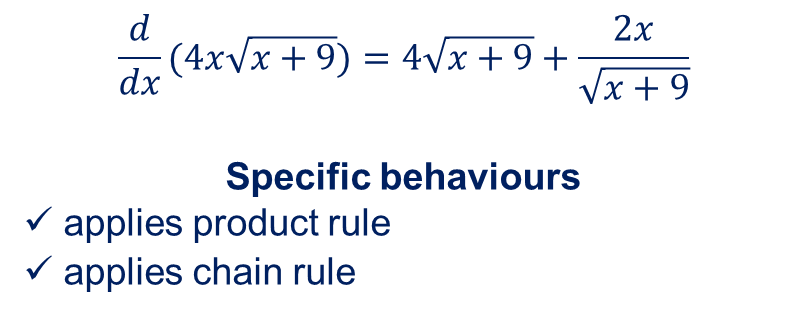 d/dx (4x√(x + 9)) = 4√(x + 9) + 2x/√(x + 9)
Specific behaviours
✓ applies product rule
✓ applies chain rule